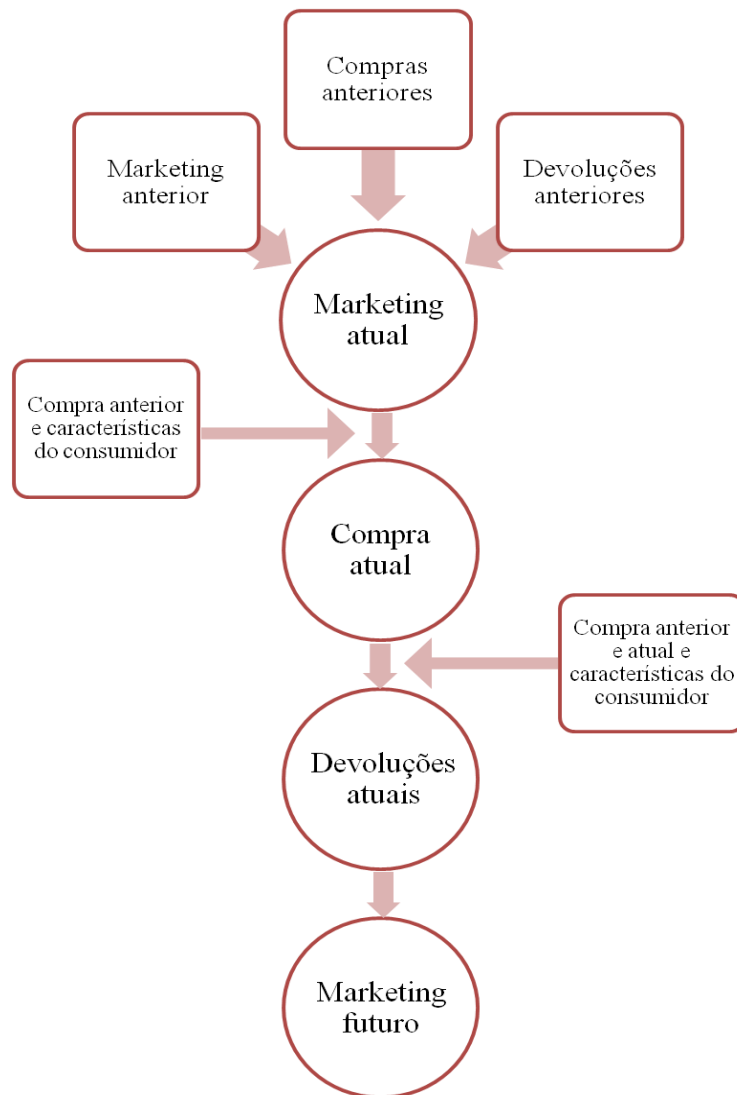 Compras
anteriores
Marketing
anterior
Devoluções
anteriores
Marketing
atual
Compra anterior
e características
do consumidor
Compra
atual
Compra anterior
e atual e
características do
consumidor
Devoluções
atuais
Marketing
futuro